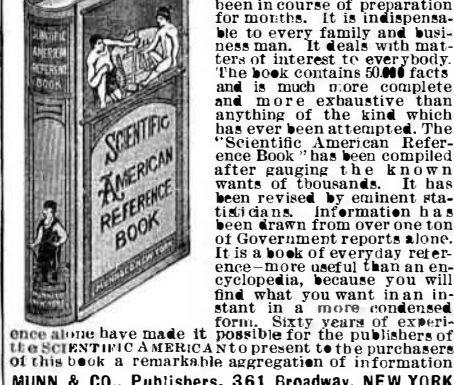 SCIENTIFIC
AMERICAN
REFERENCE
BOOK
SCIENTIFIC
AMERICAN
REFERENCE
BOOK
MUNN & CO. NEW YORK
been in course of preparation
for months. It is indispensa-
ble to every family and busi-
ness man. It deals with mat-
ters of interest to everybody.
The book contains 50,000 facts
and is much more complete
and more exhaustive than
anything of the kind which
has ever been attempted. The
"Scientific American Refer-
ence Book" has been compiled
after gauging the known
wants of thousands. It has
been revised by eminent sta-
tisticians. Information has
been drawn from over one ton
of Government reports alone.
It is a book of everyday refer-
ence—more useful than an en-
cyclopedia, because you will
find what you want in an in-
stant in a more condensed
form. Sixty years of experi-
ence alone have made it possible for the publishers of
the SCIENTIFIC AMERICAN to present to the purchasers
of this book a remarkable aggregation of information
MUNN & CO., Publishers, 361 Broadway, NEW YORK